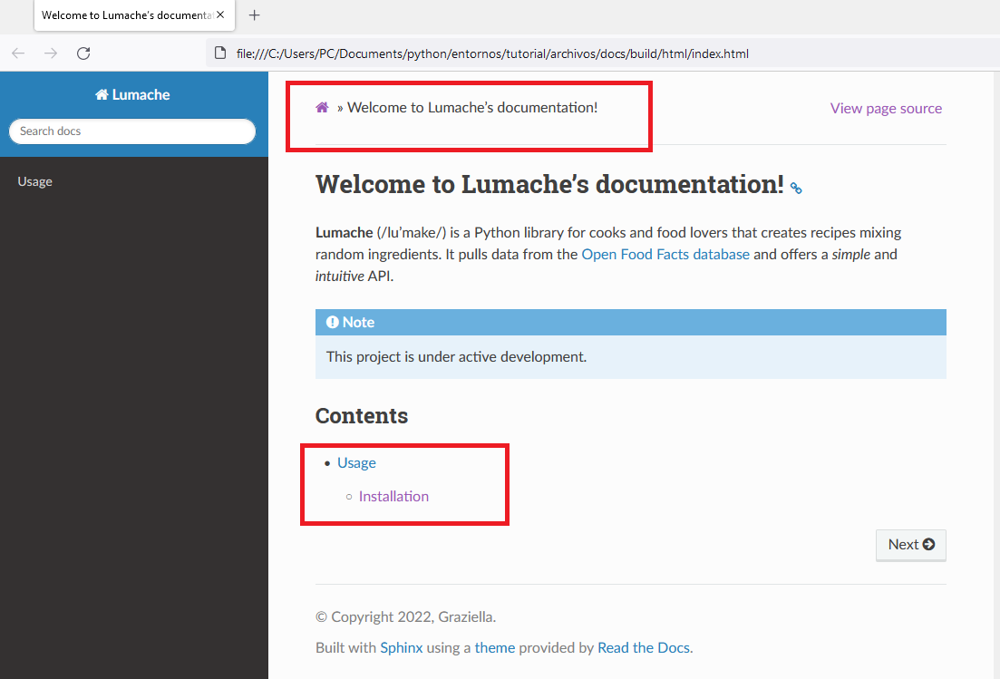 Welcome to Lumache's documenta
file:///C:/Users/PC/Documents/python/entornos/tutorial/archivos/docs/build/html/index.html
Lumache
Search docs
Usage
» Welcome to Lumache's documentation!
View page source
Welcome to Lumache's documentation!
Lumache (/lu'make/) is a Python library for cooks and food lovers that creates recipes mixing
random ingredients. It pulls data from the Open Food Facts database and offers a simple and
intuitive API.
Note
This project is under active development.
Contents
• Usage
○ Installation
Next
© Copyright 2022, Graziella.
Built with Sphinx using a theme provided by Read the Docs.